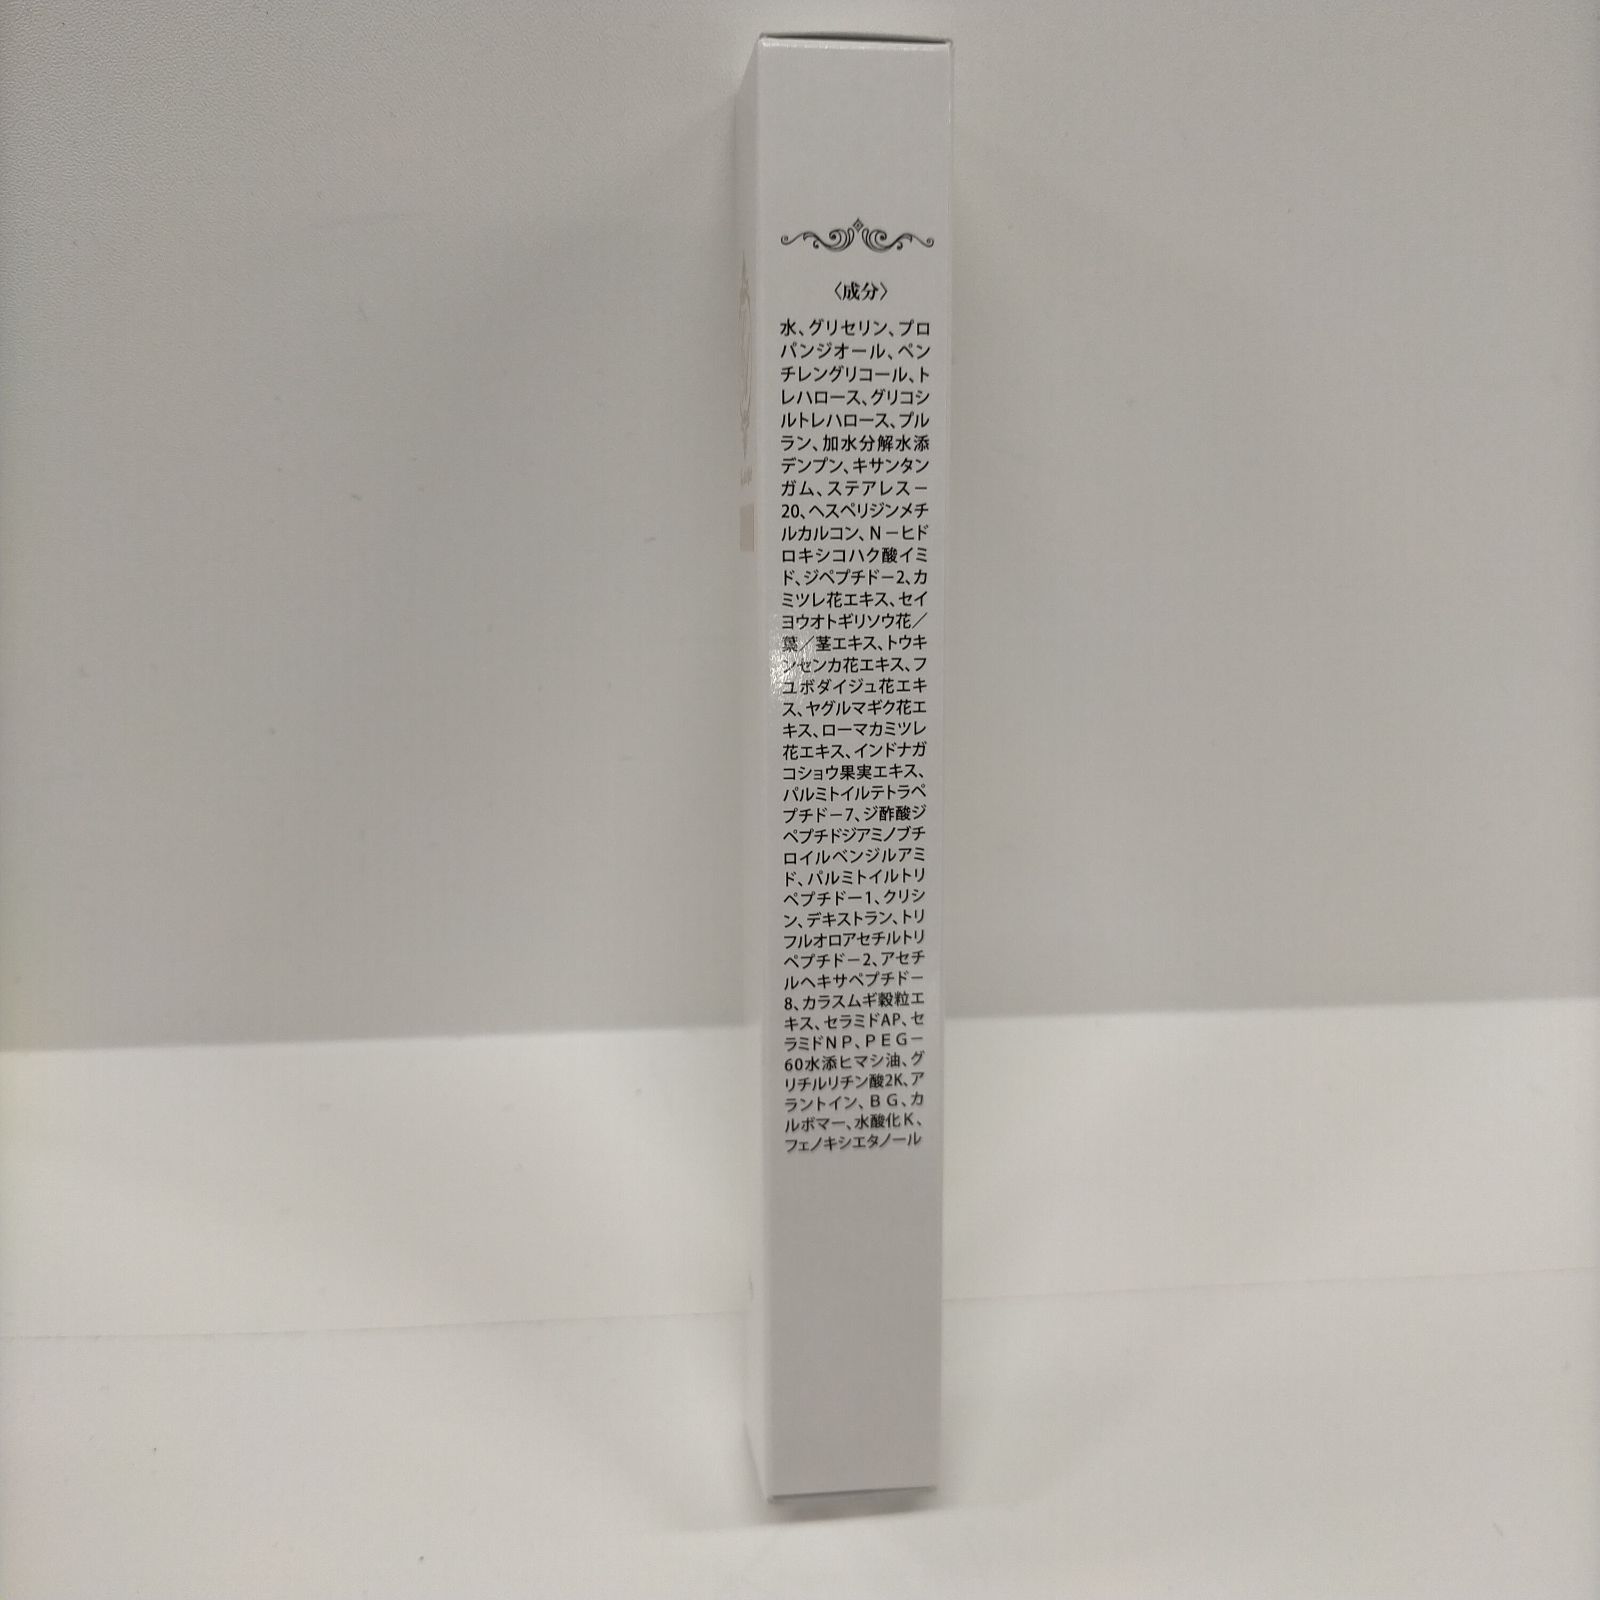 〈成分〉
水、グリセリン、プロ
パンジオール、ペン
チレングリコール、ト
レハロース、グリコシ
ルトレハロース、プル
ラン、加水分解水添
デンプン、キサンタン
ガム、ステアレス－
20、ヘスペリジンメチ
ルカルコン、N－ヒド
ロキシコハク酸イミ
ド、ジペプチド－2、カ
ミツレ花エキス、セイ
ヨウオトギリソウ花／
葉／茎エキス、トウキ
ンセンカ花エキス、フ
ユボダイジュ花エキ
ス、ヤグルマギク花エ
キス、ローマカミツレ
花エキス、インドナガ
コショウ果実エキス、
パルミトイルテトラペ
プチド－7、ジ酢酸ジ
ペプチドジアミノブチ
ロイルベンジルアミ
ド、パルミトイルトリ
ペプチド－1、クリシ
ン、デキストラン、トリ
フルオロアセチルトリ
ペプチド－2、アセチ
ルヘキサペプチド－
8、カラスムギ穀粒エ
キス、セラミドAP、セ
ラミドＮＰ、ＰＥＧ－
60水添ヒマシ油、グ
リチルリチン酸2K、ア
ラントイン、ＢＧ、カ
ルボマー、水酸化Ｋ、
フェノキシエタノール